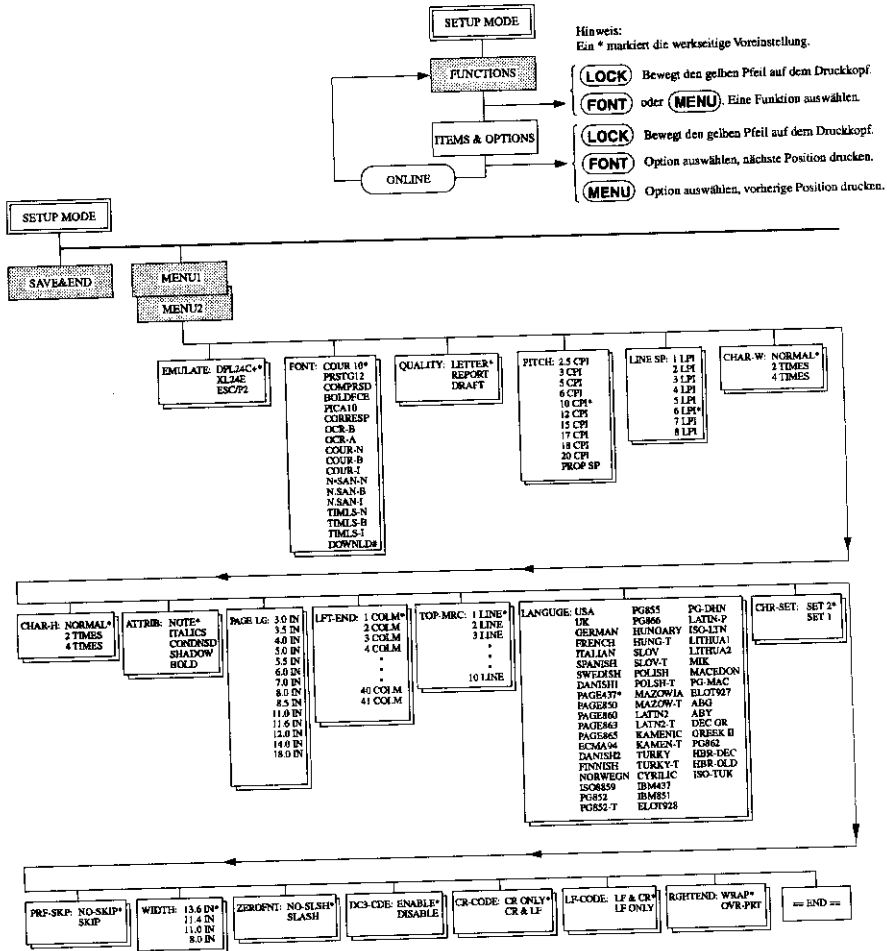 SETUP MODE
FUNCTIONS
ITEMS & OPTIONS
ONLINE
Hinweis:
Ein * markiert die werkseitige Voreinstellung.
LOCK Bewegt den gelben Pfeil auf dem Druckkopf.
FONT oder MENU. Eine Funktion auswählen.
LOCK Bewegt den gelben Pfeil auf dem Druckkopf.
FONT Option auswählen, nächste Position drucken.
MENU Option auswählen, vorherige Position drucken.
SETUP MODE
SAVE&END
MENU1
MENU2
EMULATE: DPL24C+*
XL24E
ESC/P2
FONT: COUR 10*
PRSTG12
COMPRSD
BOLDFCE
PICA10
CORRESP
OCR-B
OCR-A
COUR-N
COUR-B
COUR-I
N•SAN-N
N.SAN-B
N.SAN-I
TIMLS-N
TIMLS-B
TIMLS-I
DOWNLD#
QUALITY: LETTER*
REPORT
DRAFT
PITCH: 2.5 CPI
3 CPI
5 CPI
6 CPI
10 CPI*
12 CPI
15 CPI
17 CPI
18 CPI
20 CPI
PROP SP
LINE SP: 1 LPI
2 LPI
3 LPI
4 LPI
5 LPI
6 LPI*
7 LPI
8 LPI
CHAR-W: NORMAL*
2 TIMES
4 TIMES
CHAR-H: NORMAL*
2 TIMES
4 TIMES
ATTRIB: NOTE*
ITALICS
CONDNSD
SHADOW
BOLD
PAGE LG: 3.0 IN
3.5 IN
4.0 IN
5.0 IN
5.5 IN
6.0 IN
7.0 IN
8.0 IN
8.5 IN
11.0 IN
11.6 IN
12.0 IN
14.0 IN
18.0 IN
LFT-END: 1 COLM*
2 COLM
3 COLM
4 COLM
40 COLM
41 COLM
TOP-MRG: 1 LINE*
2 LINE
3 LINE
10 LINE
LANGUGE: USA PG855 PG-DHN
UK PG866 LATIN-P
GERMAN HUNGARY ISO-LTN
FRENCH HUNG-T LITHUA1
ITALIAN SLOV LITHUA2
SPANISH SLOV-T MIK
SWEDISH POLISH MACEDON
DANISH1 POLSH-T PG-MAC
PAGE437* MAZOWIA ELOT927
PAGE850 MAZOW-T ABG
PAGE860 LATIN2 ABY
PAGE863 LATN2-T DEC GR
PAGE865 KAMENIC GREEK II
ECMA94 KAMEN-T PG862
DANISH2 TURKY HBR-DEC
FINNISH TURKY-T HBR-OLD
NORWEGN CYRILIC ISO-TUK
ISO8859 IBM437
PG852 IBM851
PG852-T ELOT928
CHR-SET: SET 2*
SET 1
PRF-SKP: NO-SKIP*
SKIP
WIDTH: 13.6 IN*
11.4 IN
11.0 IN
8.0 IN
ZEROFNT: NO-SLSH*
SLASH
DC3-CDE: ENABLE*
DISABLE
CR-CODE: CR ONLY*
CR & LF
LF-CODE: LF & CR*
LF ONLY
RGHTEND: WRAP*
OVR-PRT
== END ==